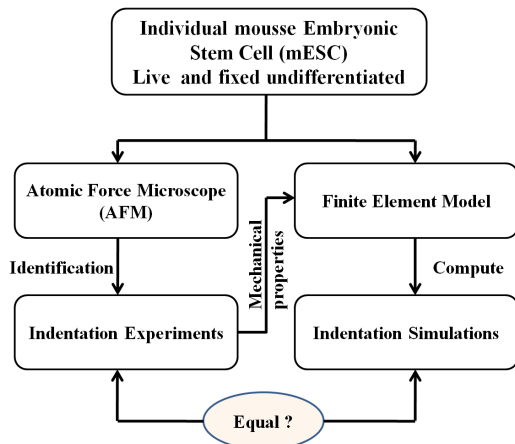 Individual mousse Embryonic
Stem Cell (mESC)
Live and fixed undifferentiated
Atomic Force Microscope
(AFM)
Finite Element Model
Mechanical
properties
Identification
Compute
Indentation Experiments
Indentation Simulations
Equal ?